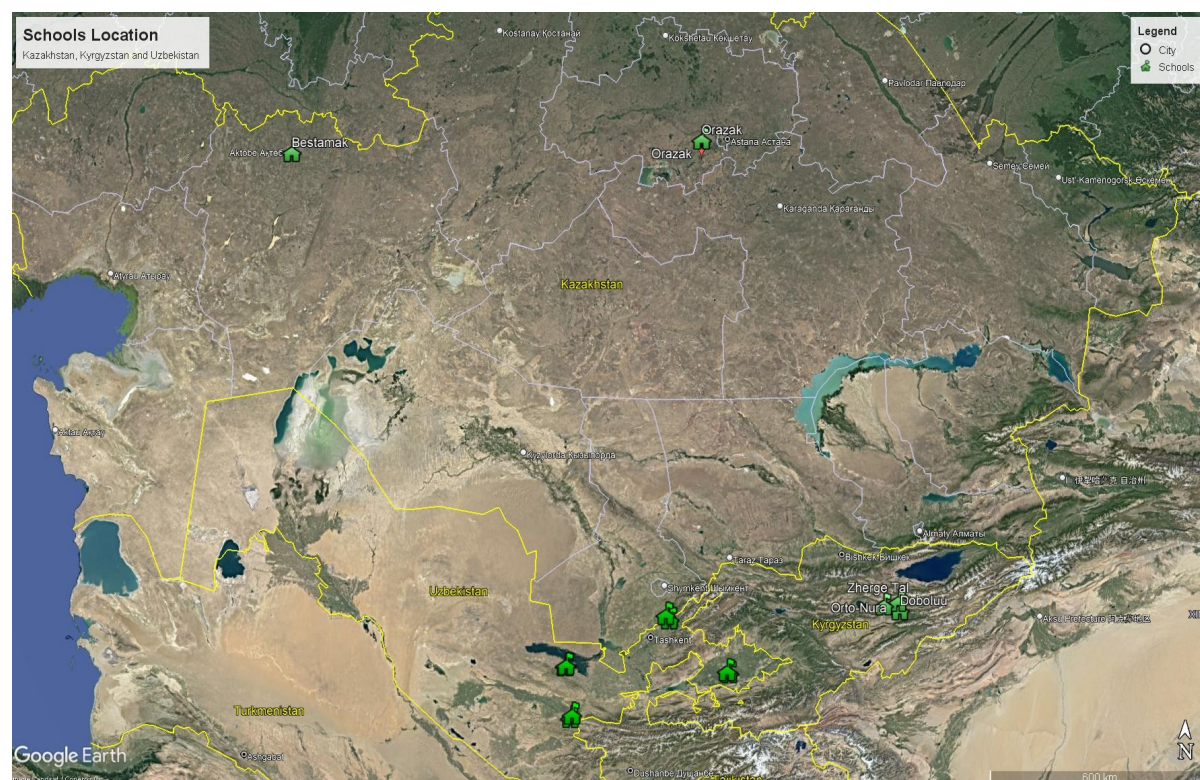 Schools Location
Kazakhstan, Kyrgyzstan and Uzbekistan
Legend
City
Schools
Kostanay Қостанай
Kokshetau Көкшетау
Pavlodar Павлодар
Orazak
Astana Астана
Orazak
Bestamak
Aktobe Ақтөбе
Semey Семей
Ust'-Kamenogorsk Өскемен
Karaganda Қарағанды
Atyrau Атырау
Kazakhstan
Aktau Ақтау
Kyzylorda Қызылорда
Almaty Алматы
Taraz Тараз
Bishkek Бишкек
Shymkent Шымкент
Uzbekistan
Zherge Tal
Doboluu
Orto-Nura
Kyrgyzstan
Aksu Prefecture
Tashkent
Turkmenistan
Ashgabat
Dushanbe Душанбе
Google Earth
N
600 km